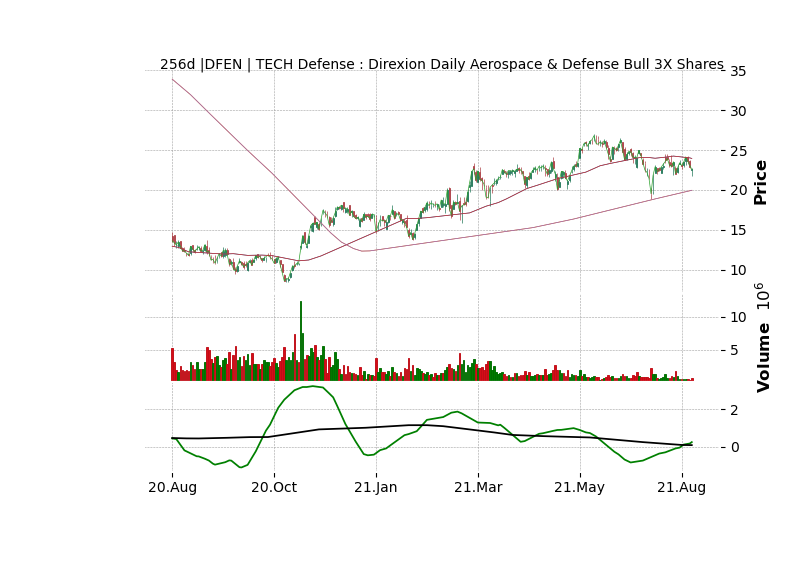 256d |DFEN | TECH Defense : Direxion Daily Aerospace & Defense Bull 3X Shares
35
30
25
20
15
10
Price
10
5
Volume 10^6
2
0
20.Aug 20.Oct 21.Jan 21.Mar 21.May 21.Aug